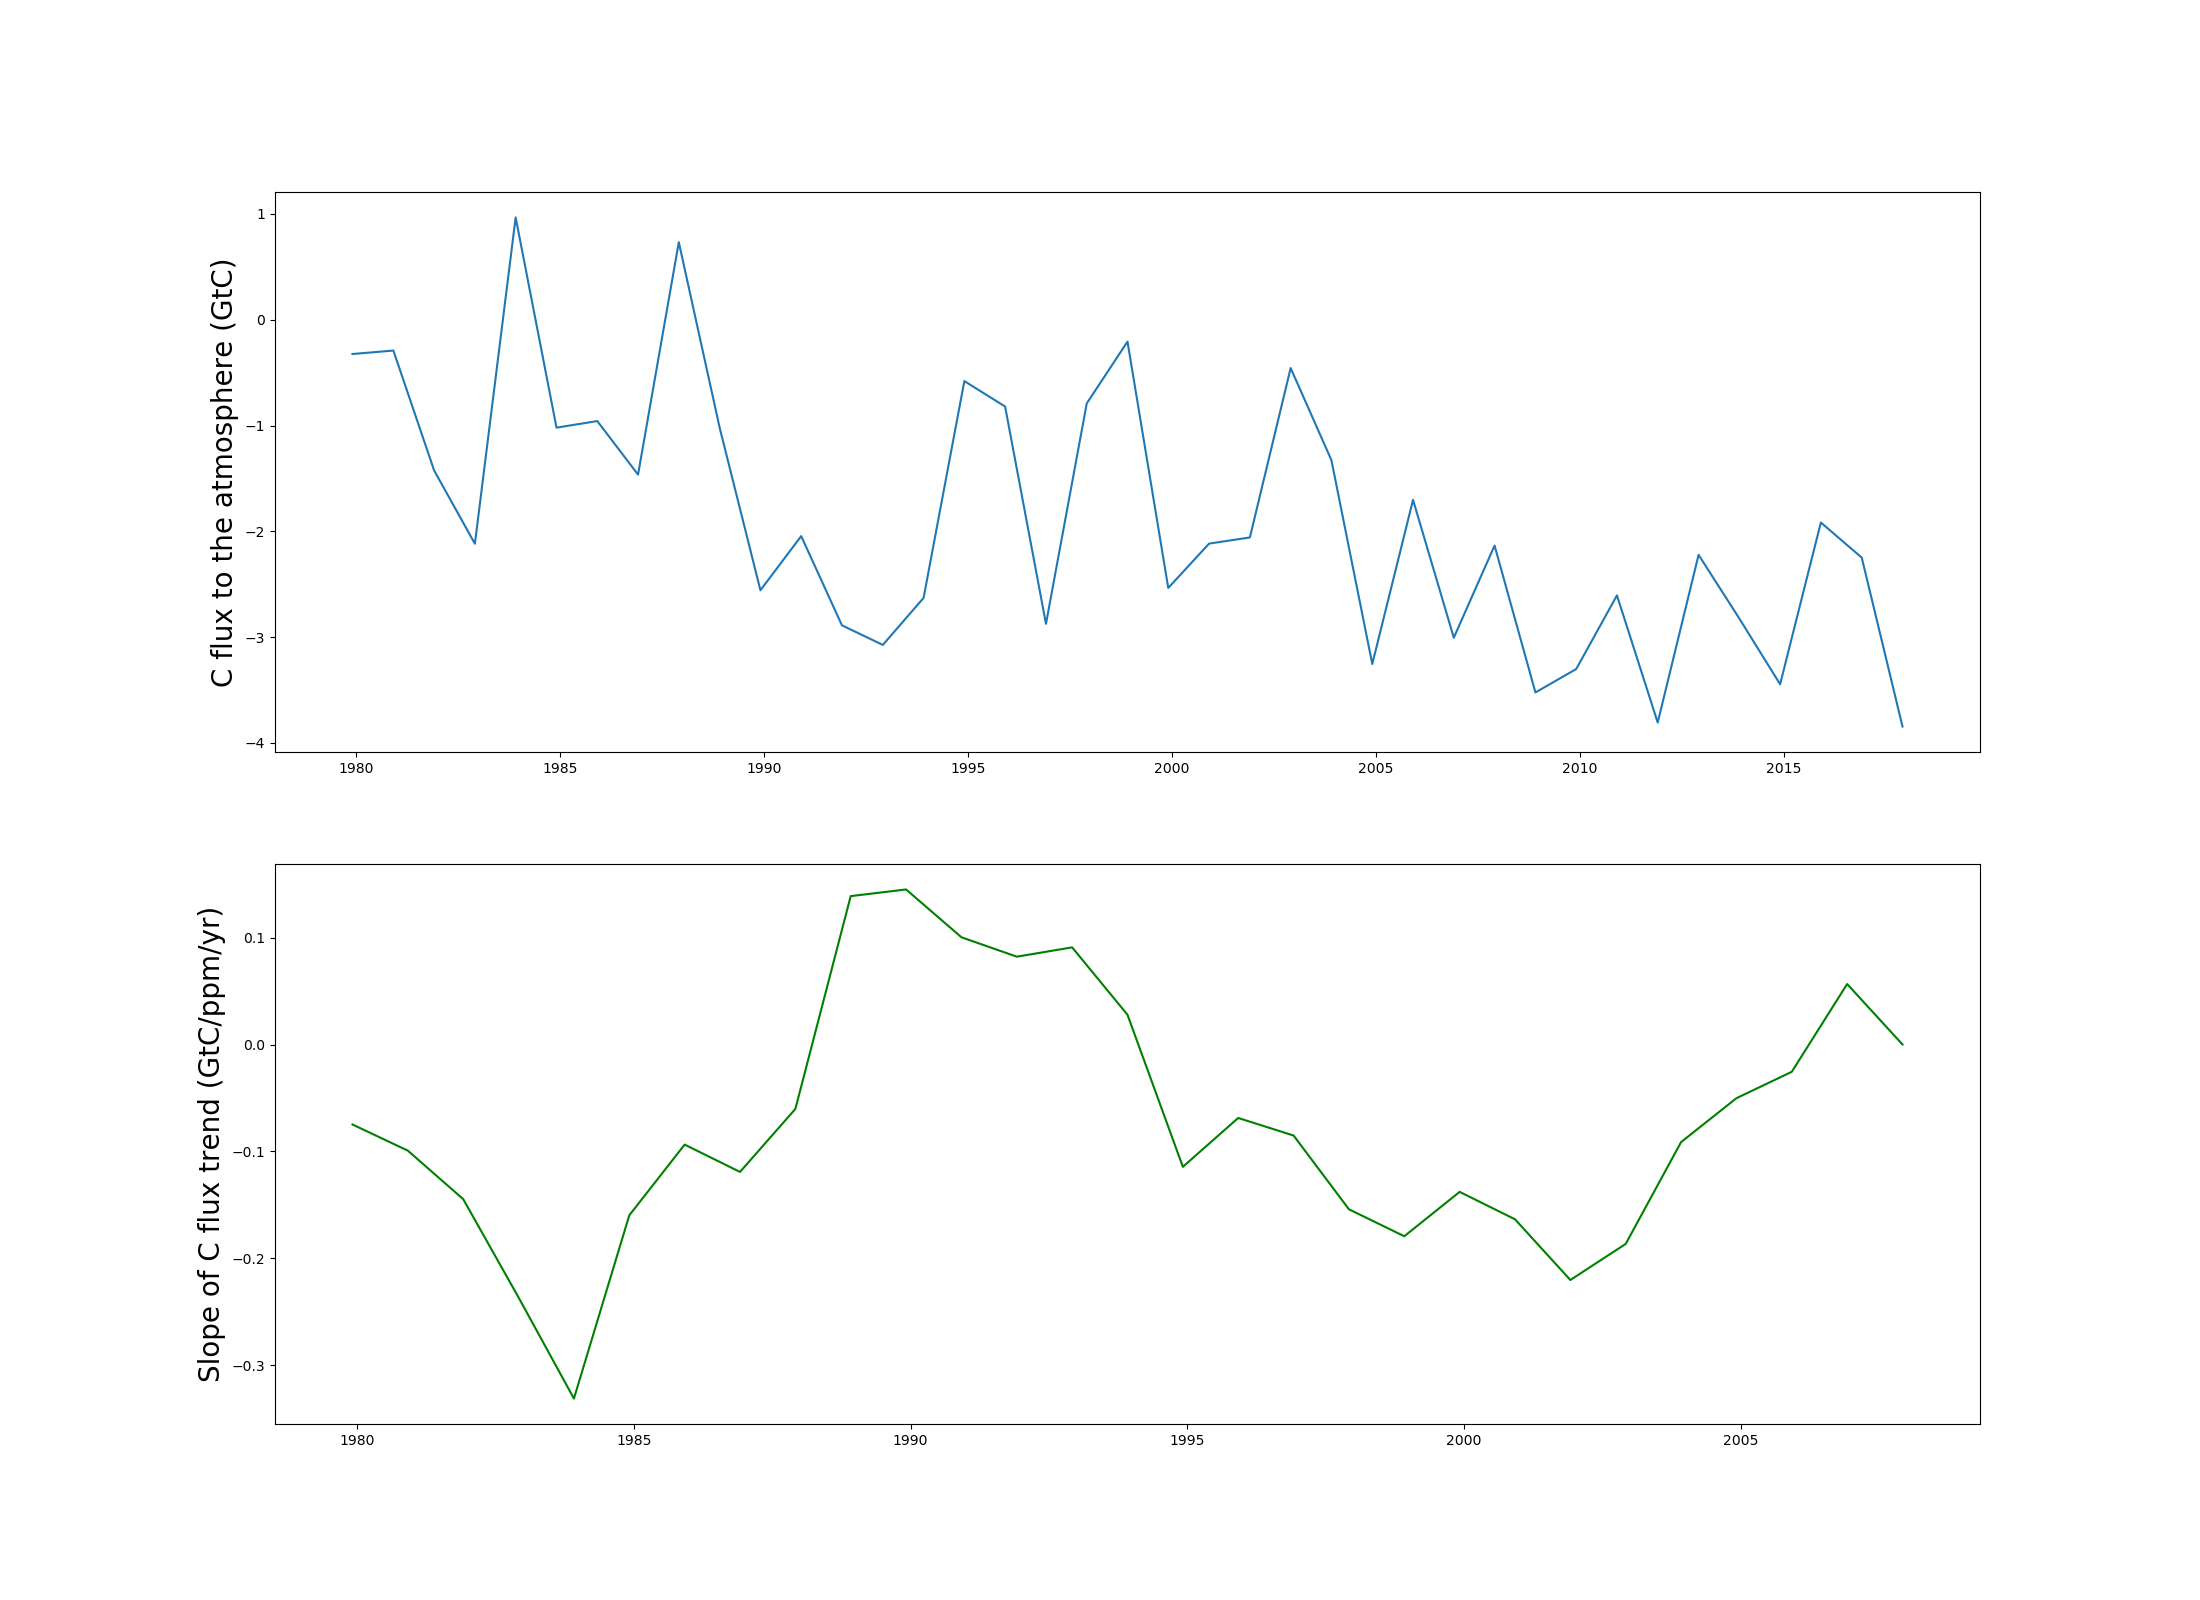 C flux to the atmosphere (GtC)
1
0
−1
−2
−3
−4
1980 1985 1990 1995 2000 2005 2010 2015
Slope of C flux trend (GtC/ppm/yr)
0.1
0.0
−0.1
−0.2
−0.3
1980 1985 1990 1995 2000 2005